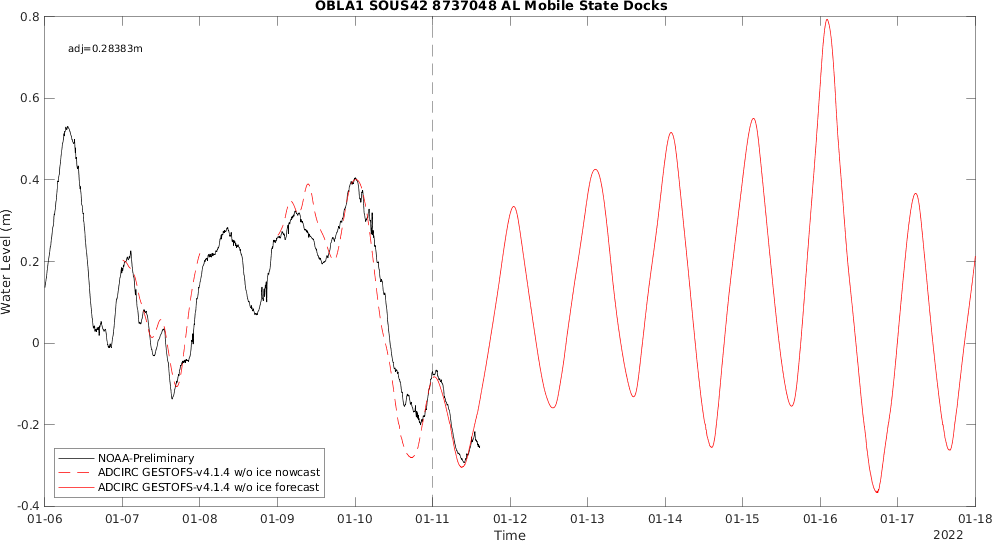 OBLA1 SOUS42 8737048 AL Mobile State Docks
adj=0.28383m
0.8
0.6
0.4
0.2
0
-0.2
-0.4
Water Level (m)
NOAA-Preliminary
ADCIRC GESTOFS-v4.1.4 w/o ice nowcast
ADCIRC GESTOFS-v4.1.4 w/o ice forecast
01-06 01-07 01-08 01-09 01-10 01-11 01-12 01-13 01-14 01-15 01-16 01-17 01-18
Time
2022